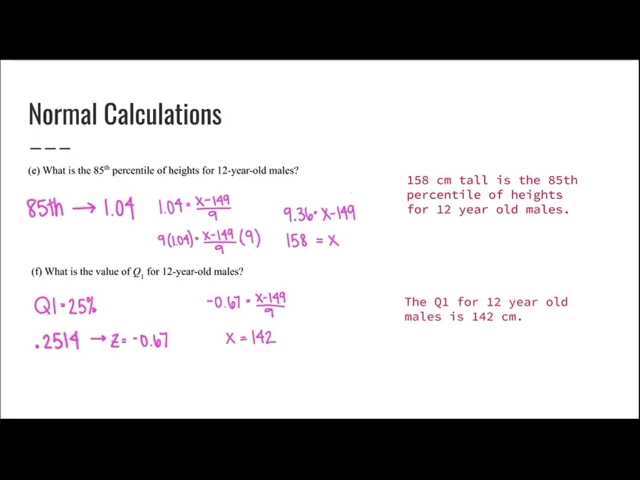 Normal Calculations
(e) What is the 85th percentile of heights for 12-year-old males?
85th → 1.04
1.04 = x-149/9
9(1.04) = x-149/9 (9)
9.36 = x-149
158 = x
158 cm tall is the 85th
percentile of heights
for 12 year old males.
(f) What is the value of Q1 for 12-year-old males?
Q1 = 25%
.2514 → z = -0.67
-0.67 = x-149/9
x = 142
The Q1 for 12 year old
males is 142 cm.